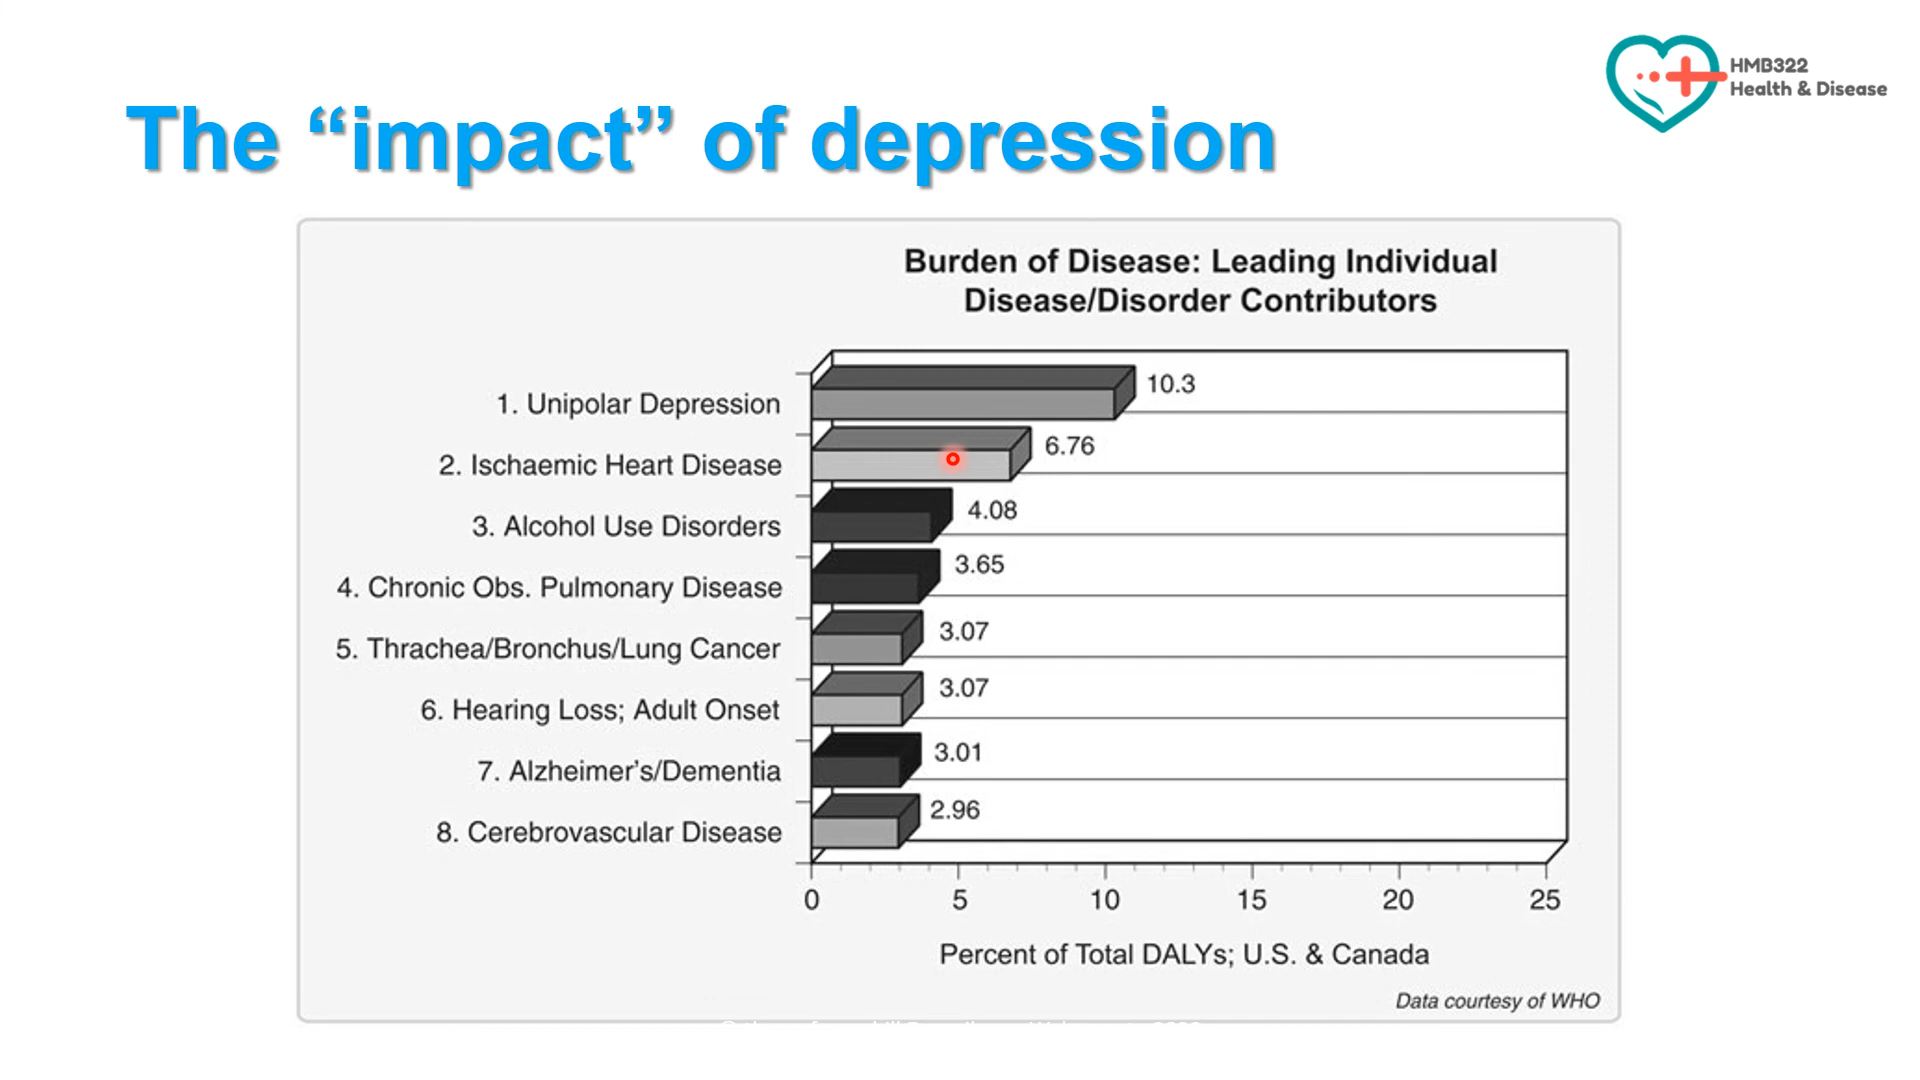 HMB322
Health & Disease
The “impact” of depression
Burden of Disease: Leading Individual
Disease/Disorder Contributors
1. Unipolar Depression 10.3
2. Ischaemic Heart Disease 6.76
3. Alcohol Use Disorders 4.08
4. Chronic Obs. Pulmonary Disease 3.65
5. Thrachea/Bronchus/Lung Cancer 3.07
6. Hearing Loss; Adult Onset 3.07
7. Alzheimer’s/Dementia 3.01
8. Cerebrovascular Disease 2.96
0 5 10 15 20 25
Percent of Total DALYs; U.S. & Canada
Data courtesy of WHO